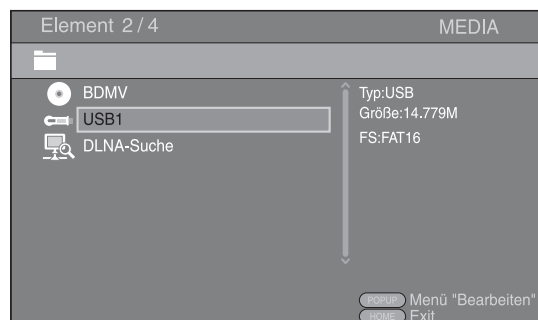 Element 2/4 MEDIA
BDMV
USB1
DLNA-Suche
Typ:USB
Größe:14.779M
FS:FAT16
POPUP Menü "Bearbeiten"
HOME Exit